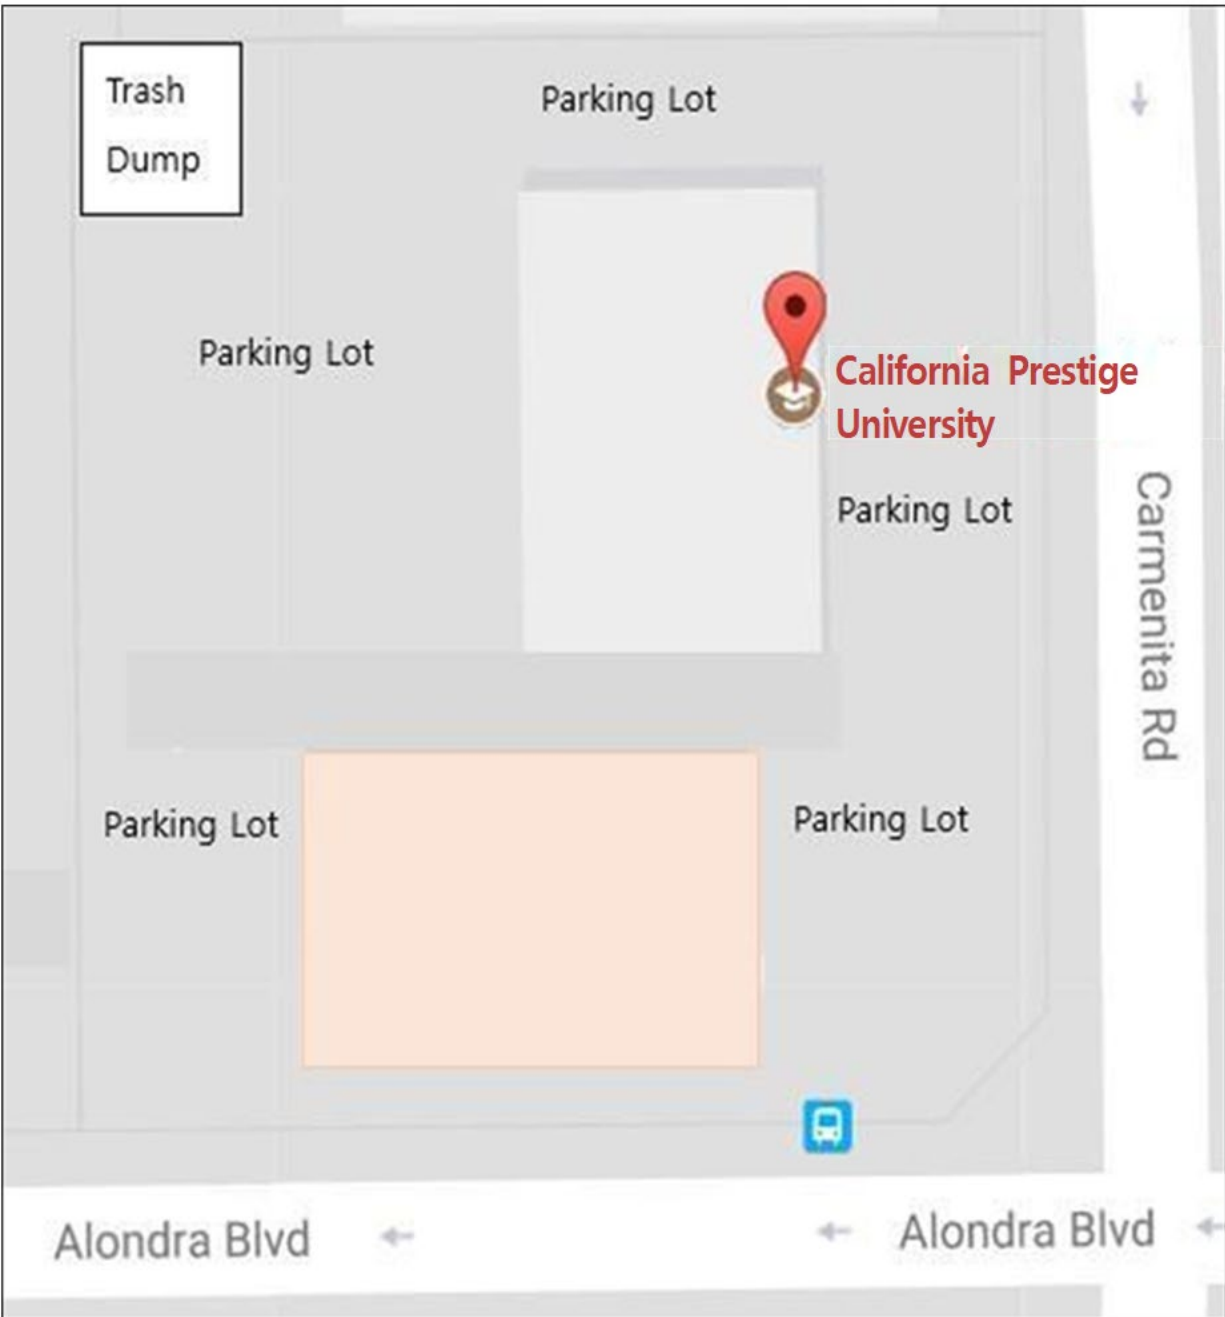 Trash
Dump
Parking Lot
Parking Lot
California Prestige
University
Parking Lot
Carmenita Rd
Parking Lot
Parking Lot
Alondra Blvd
Alondra Blvd